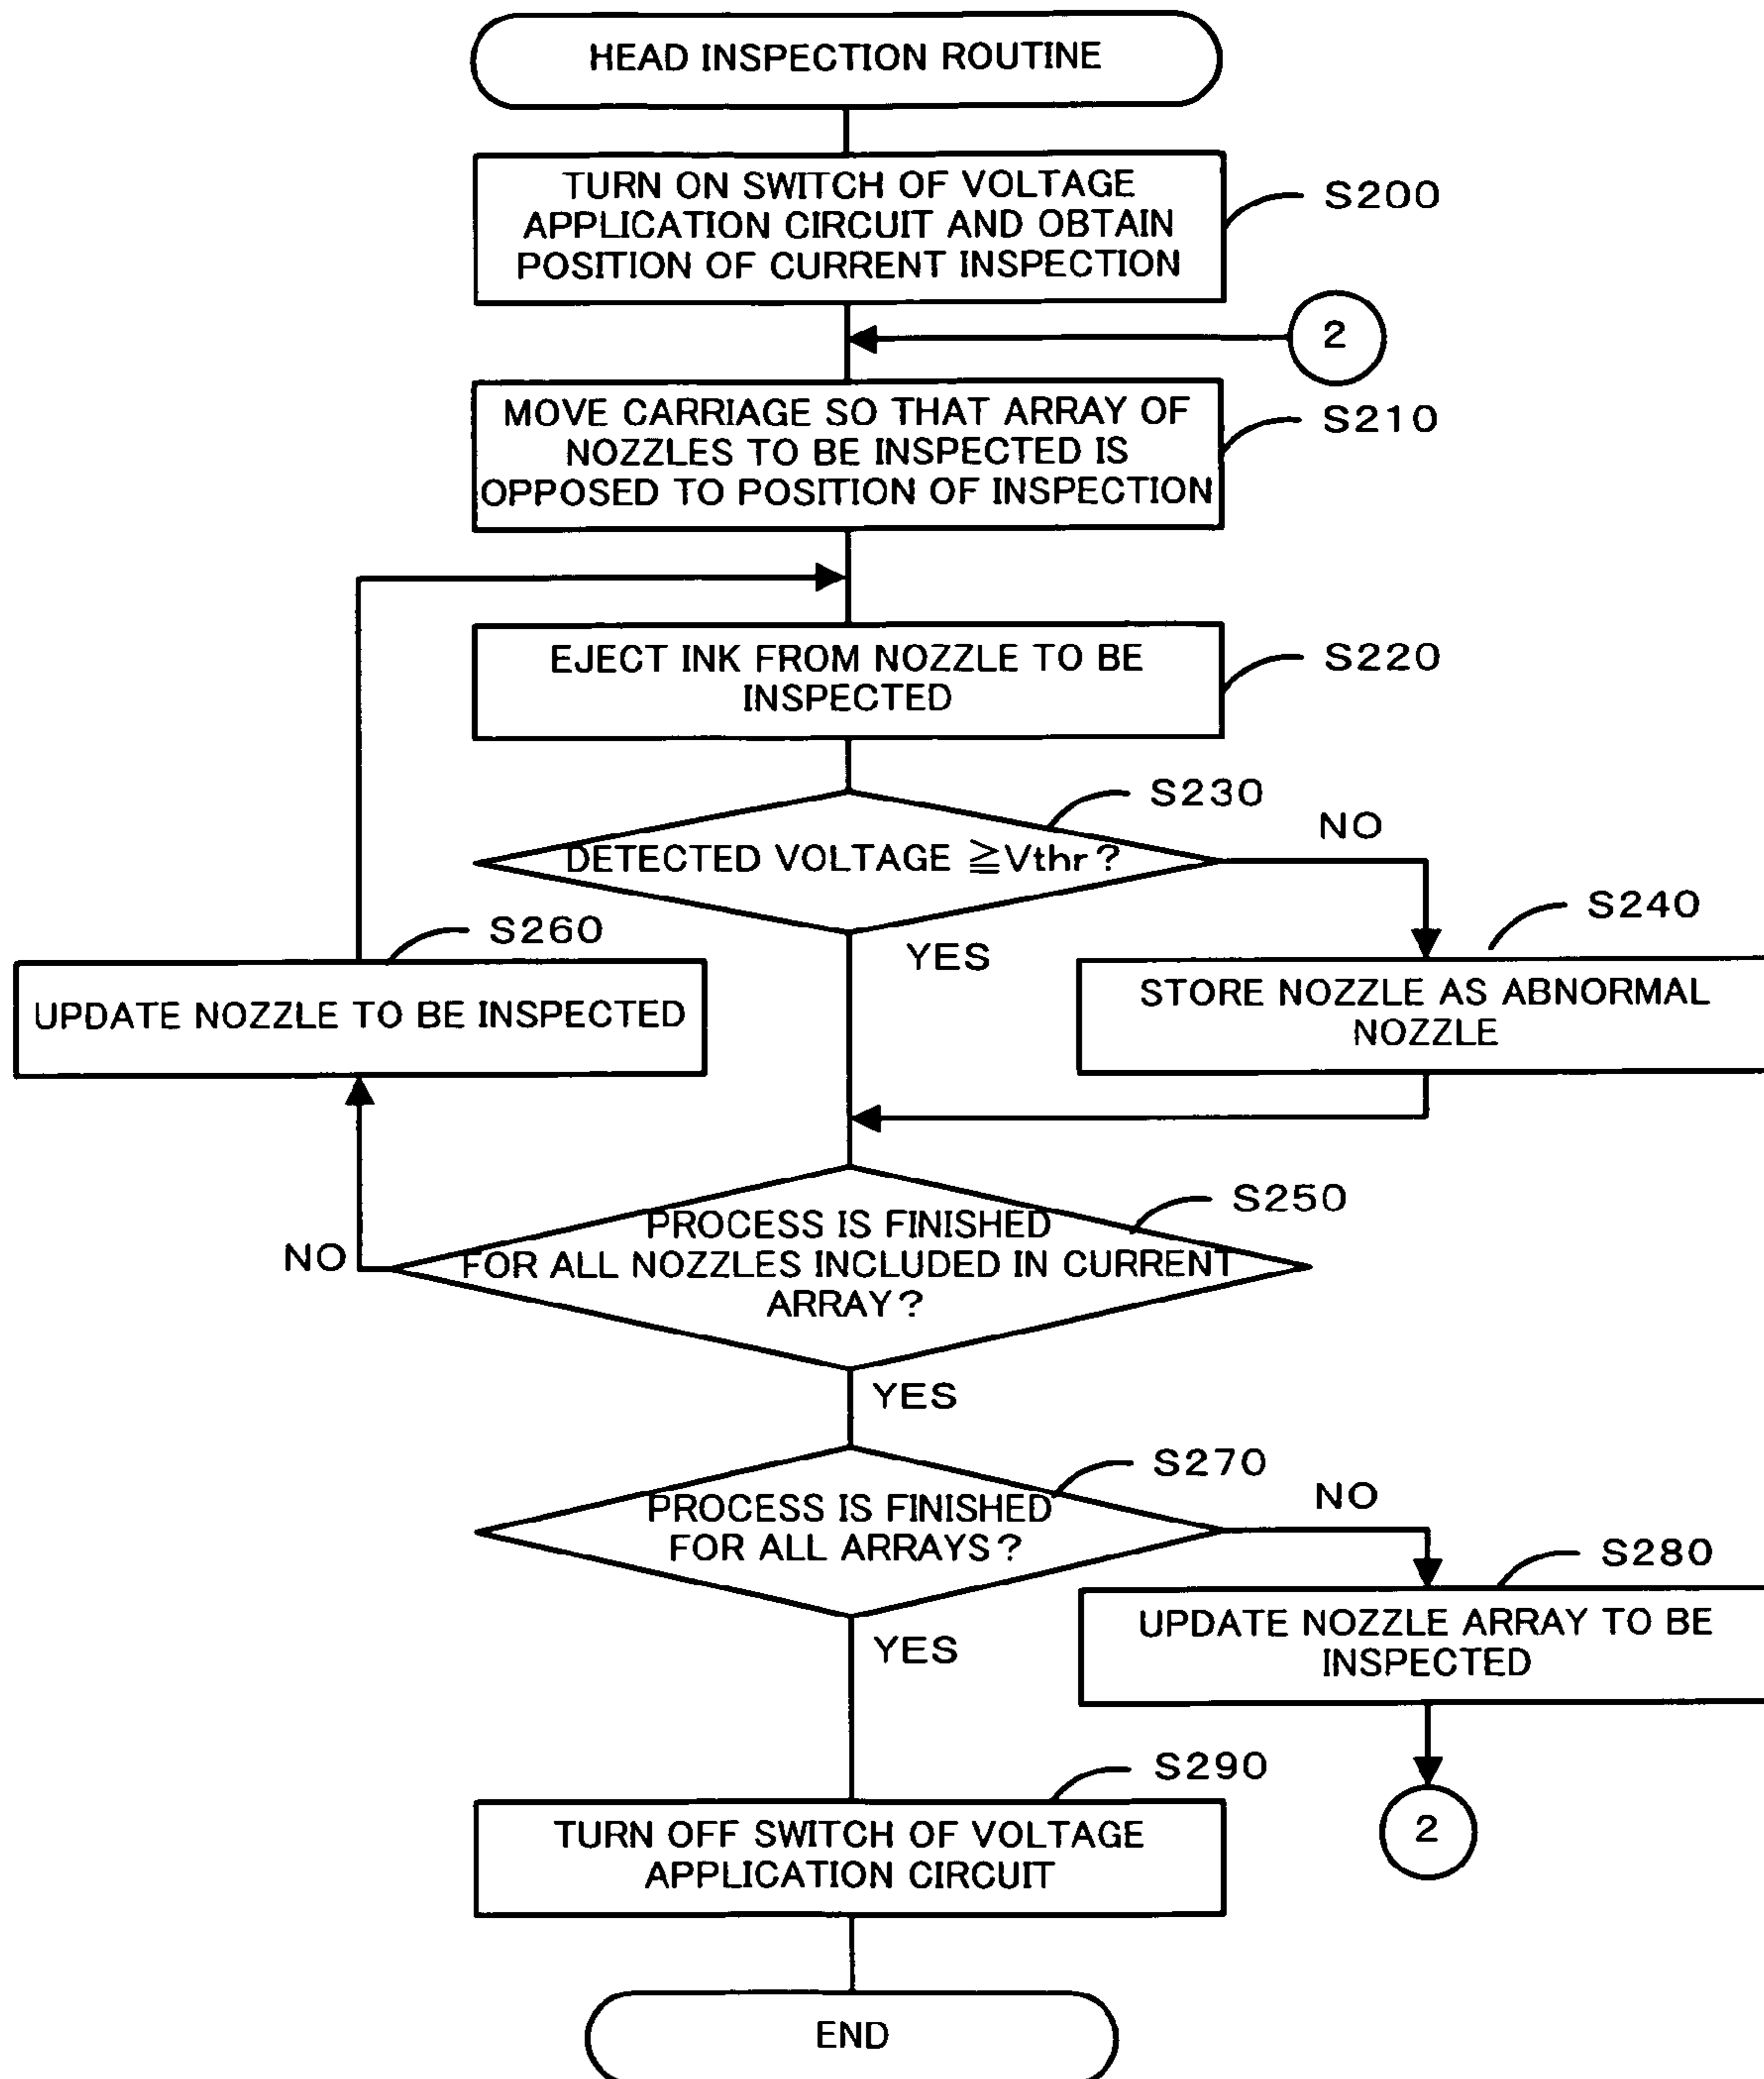 HEAD INSPECTION ROUTINE
TURN ON SWITCH OF VOLTAGE
APPLICATION CIRCUIT AND OBTAIN
POSITION OF CURRENT INSPECTION
S200
2
MOVE CARRIAGE SO THAT ARRAY OF
NOZZLES TO BE INSPECTED IS
OPPOSED TO POSITION OF INSPECTION
S210
EJECT INK FROM NOZZLE TO BE
INSPECTED
S220
S230
DETECTED VOLTAGE ≧Vthr?
NO
YES
S240
STORE NOZZLE AS ABNORMAL
NOZZLE
S260
UPDATE NOZZLE TO BE INSPECTED
S250
PROCESS IS FINISHED
FOR ALL NOZZLES INCLUDED IN CURRENT
ARRAY?
NO
YES
S270
PROCESS IS FINISHED
FOR ALL ARRAYS?
NO
YES
S280
UPDATE NOZZLE ARRAY TO BE
INSPECTED
2
S290
TURN OFF SWITCH OF VOLTAGE
APPLICATION CIRCUIT
END